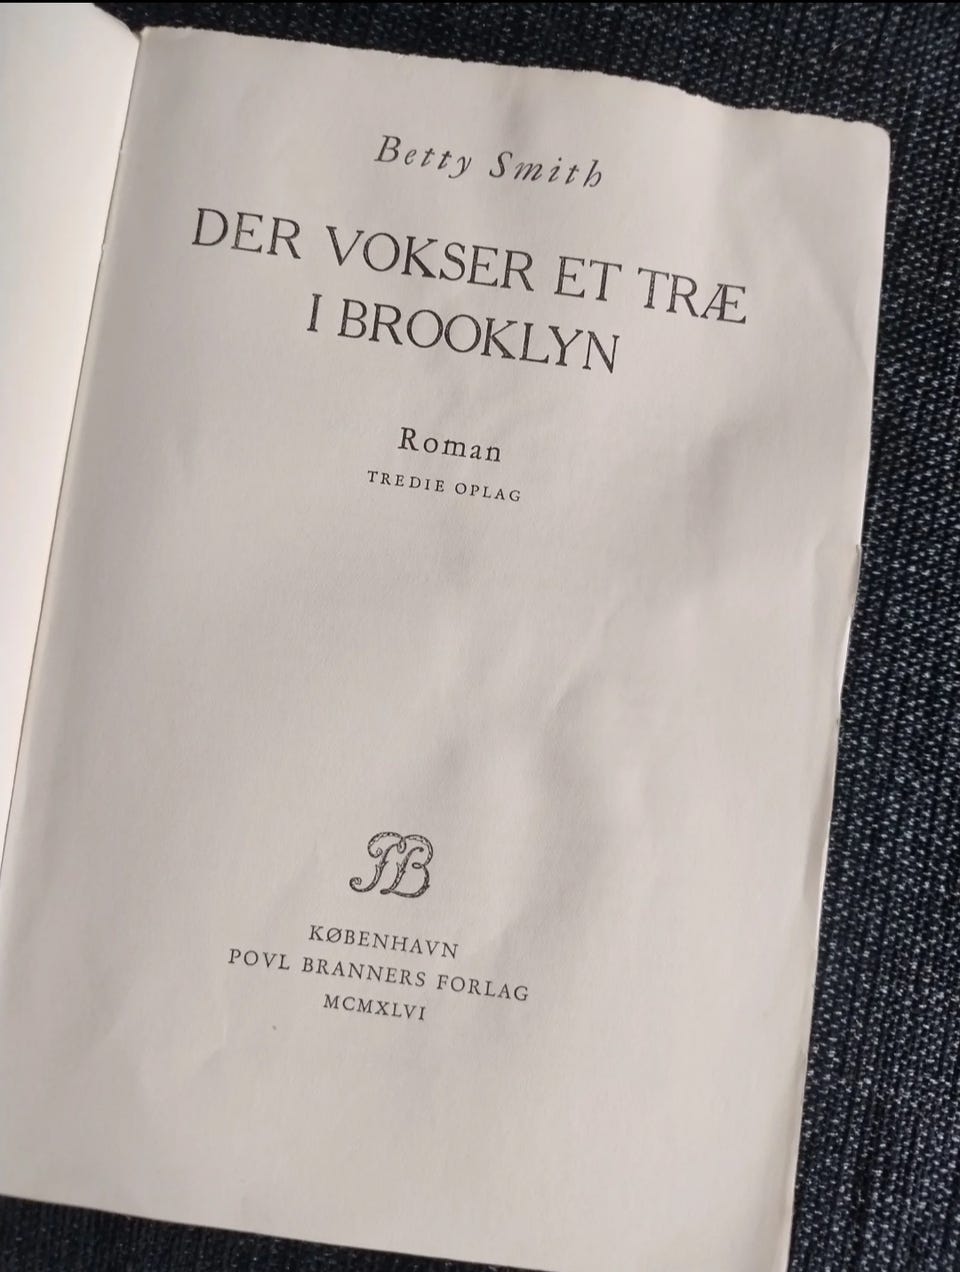 Betty Smith
DER VOKSER ET TRÆ
I BROOKLYN
Roman
TREDIE OPLAG
PB
KØBENHAVN
POVL BRANNERS FORLAG
MCMXLVI